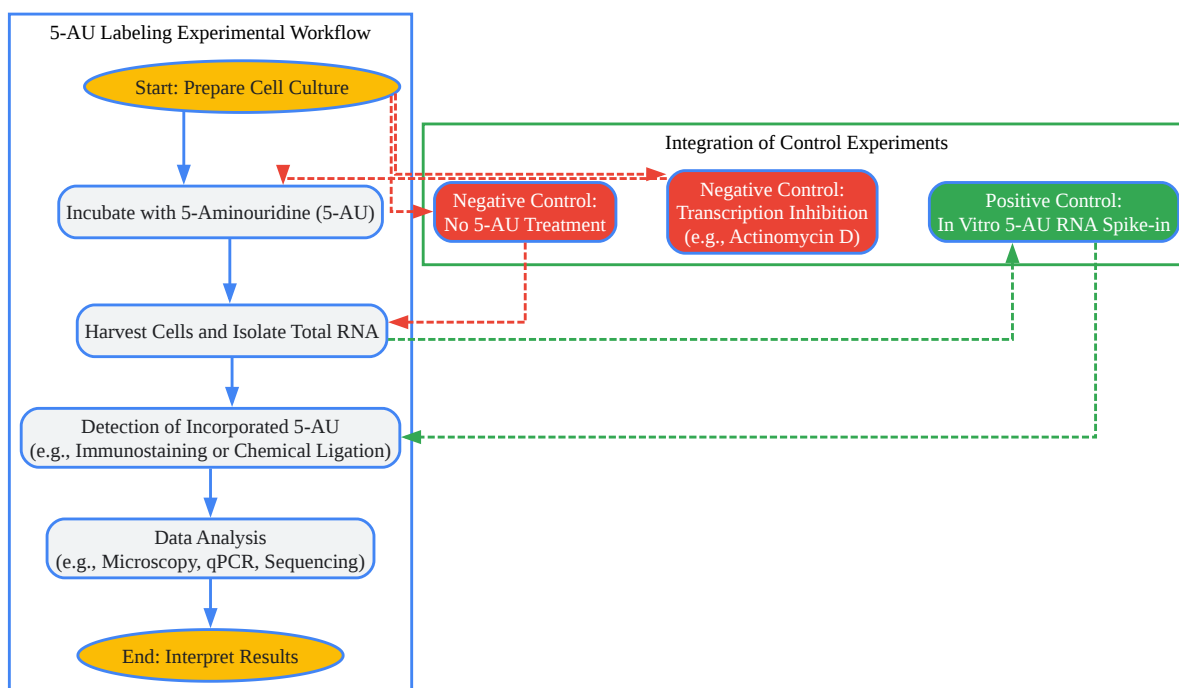 5-AU Labeling Experimental Workflow
Start: Prepare Cell Culture
Incubate with 5-Aminouridine (5-AU)
Harvest Cells and Isolate Total RNA
Detection of Incorporated 5-AU
(e.g., Immunostaining or Chemical Ligation)
Data Analysis
(e.g., Microscopy, qPCR, Sequencing)
End: Interpret Results
Integration of Control Experiments
Negative Control:
No 5-AU Treatment
Negative Control:
Transcription Inhibition
(e.g., Actinomycin D)
Positive Control:
In Vitro 5-AU RNA Spike-in